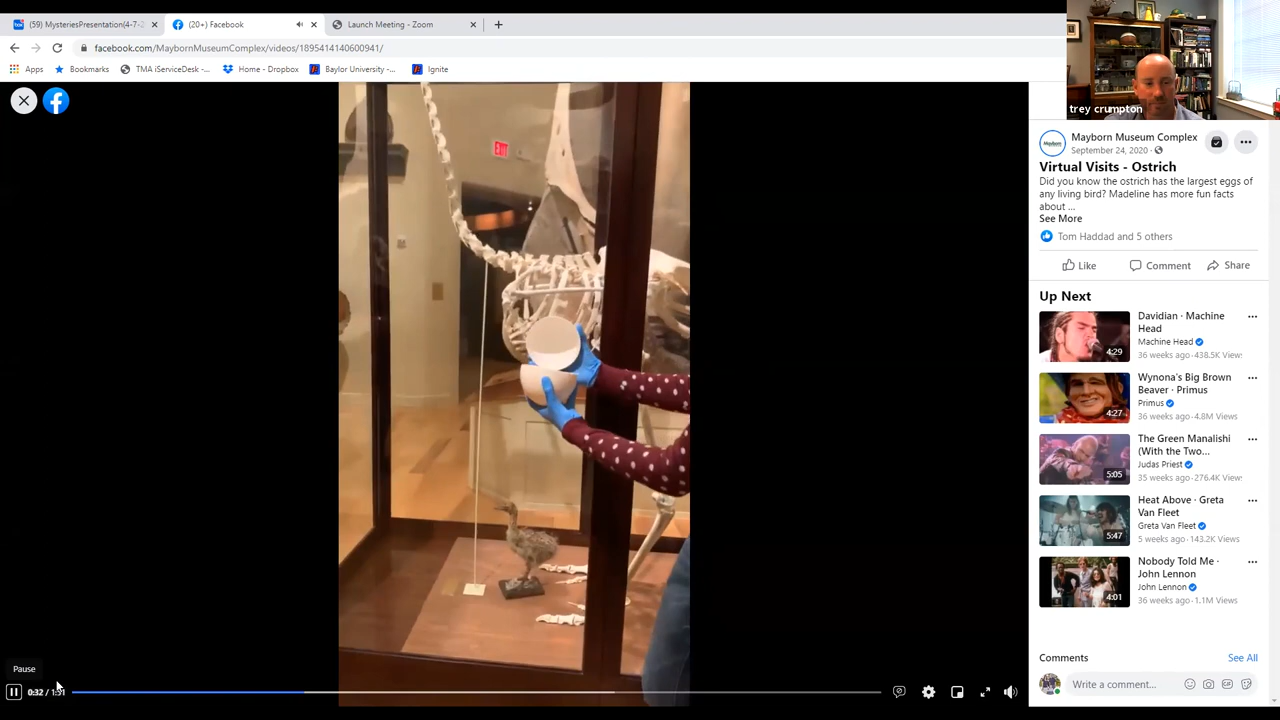 (59) MysteriesPresentation(4-7-2
(20+) Facebook
Launch Meeting - Zoom
facebook.com/MaybornMuseumComplex/videos/1895414140600941/
Apps
Bookmarks
TMA iServiceDesk -...
Home - Dropbox
Baylor University -...
Ignite
trey crumpton
EXIT
Mayborn Museum Complex
September 24, 2020
Virtual Visits - Ostrich
Did you know the ostrich has the largest eggs of
any living bird? Madeline has more fun facts
about ...
See More
Tom Haddad and 5 others
Like
Comment
Share
Up Next
Davidian · Machine
Head
Machine Head
36 weeks ago · 438.5K Views
4:29
Wynona's Big Brown
Beaver · Primus
Primus
36 weeks ago · 4.8M Views
4:27
The Green Manalishi
(With the Two...
Judas Priest
35 weeks ago · 276.4K Views
5:05
Heat Above · Greta
Van Fleet
Greta Van Fleet
5 weeks ago · 143.2K Views
5:47
Nobody Told Me ·
John Lennon
John Lennon
36 weeks ago · 1.1M Views
4:01
Comments
See All
Write a comment...
Pause
0:32 / 1:51